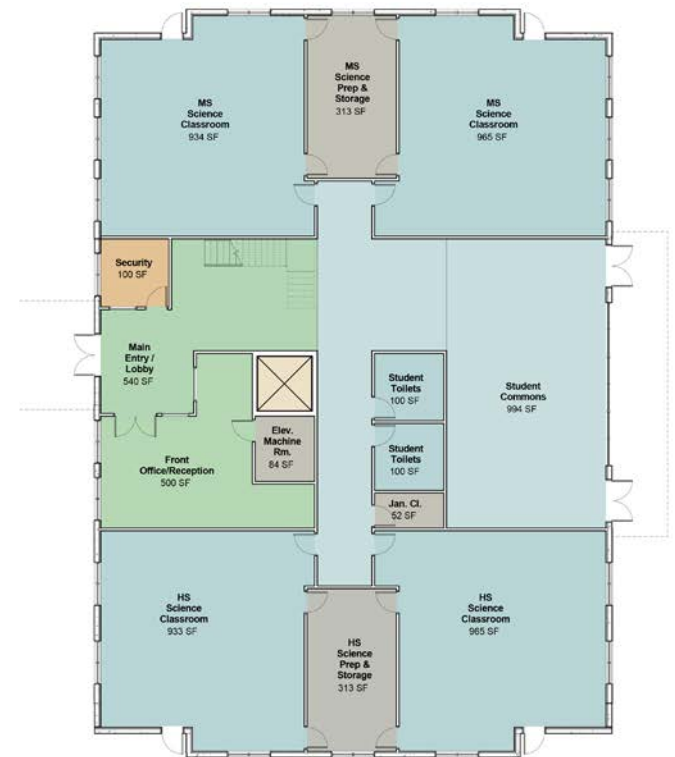 MS
Science
Classroom
934 SF
MS
Science
Prep &
Storage
313 SF
MS
Science
Classroom
965 SF
Security
100 SF
Main
Entry /
Lobby
540 SF
Student
Toilets
100 SF
Student
Commons
994 SF
Elev.
Machine
Rm.
84 SF
Front
Office/Reception
500 SF
Student
Toilets
100 SF
Jan. Cl.
52 SF
HS
Science
Classroom
933 SF
HS
Science
Prep &
Storage
313 SF
HS
Science
Classroom
965 SF